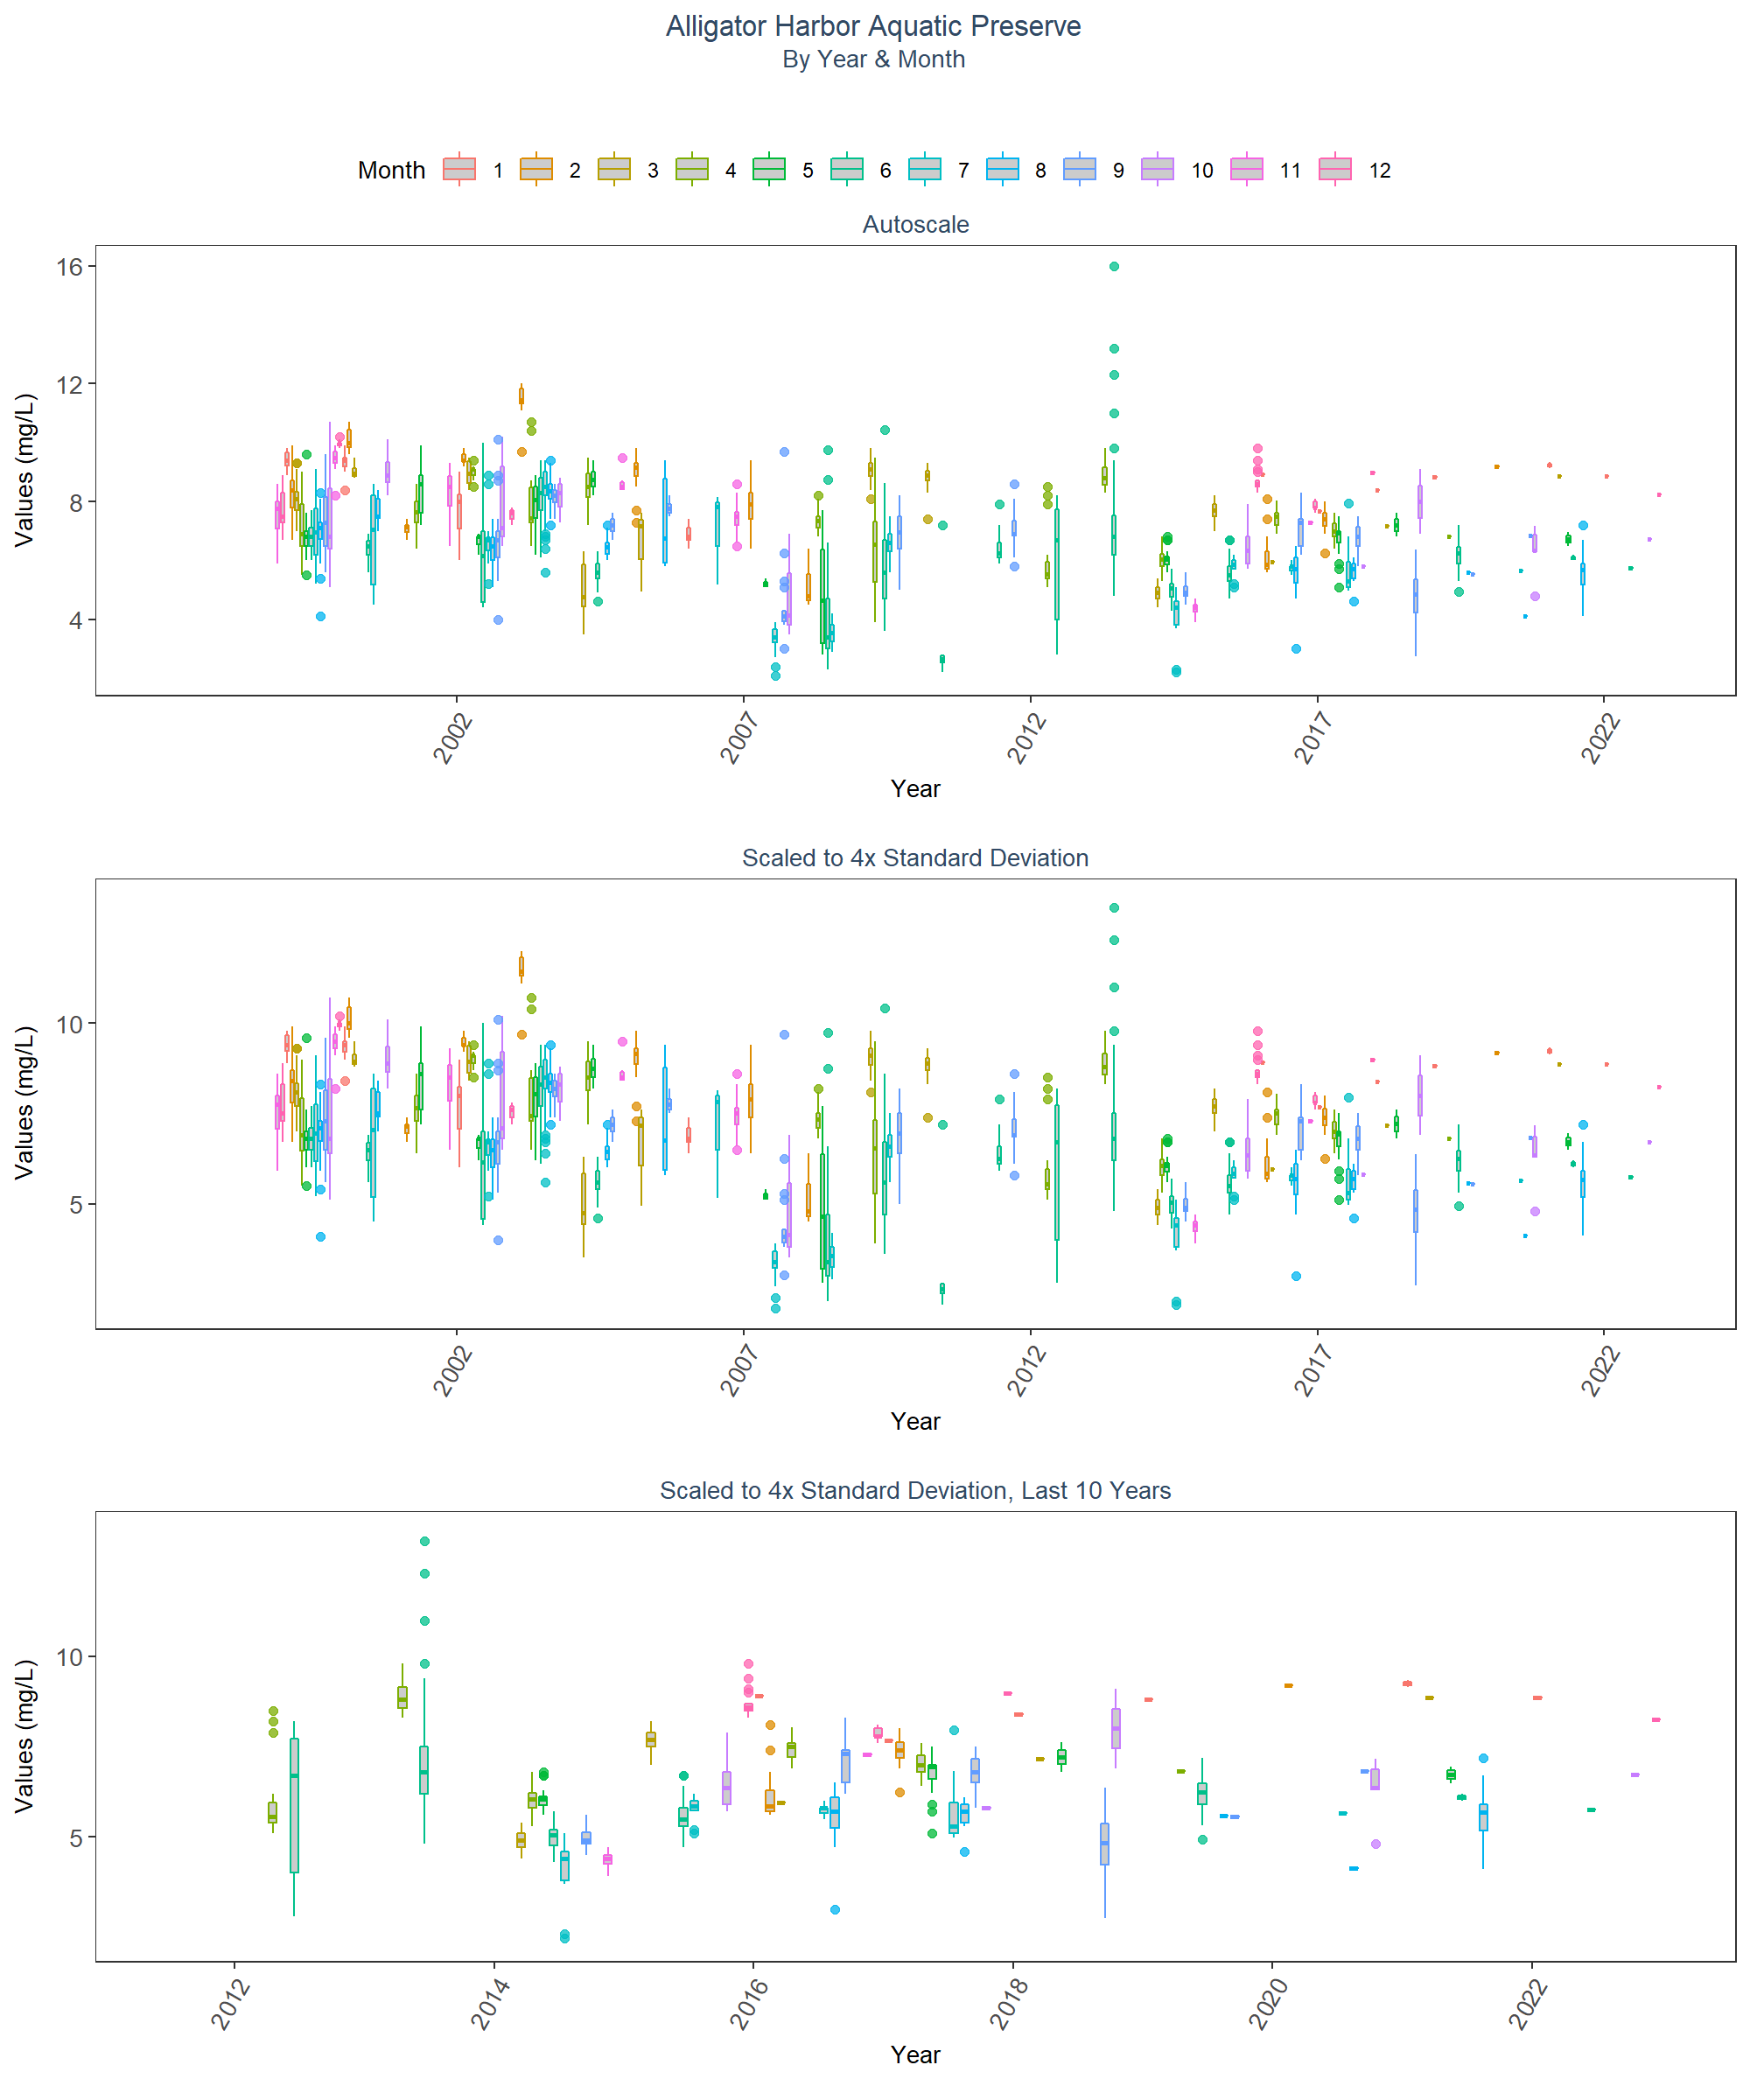 Alligator Harbor Aquatic Preserve
By Year & Month
Month 1 2 3 4 5 6 7 8 9 10 11 12
Autoscale
Values (mg/L)
16
12
8
4
2002 2007 2012 2017 2022
Year
Scaled to 4x Standard Deviation
Values (mg/L)
10
5
2002 2007 2012 2017 2022
Year
Scaled to 4x Standard Deviation, Last 10 Years
Values (mg/L)
10
5
2012 2014 2016 2018 2020 2022
Year